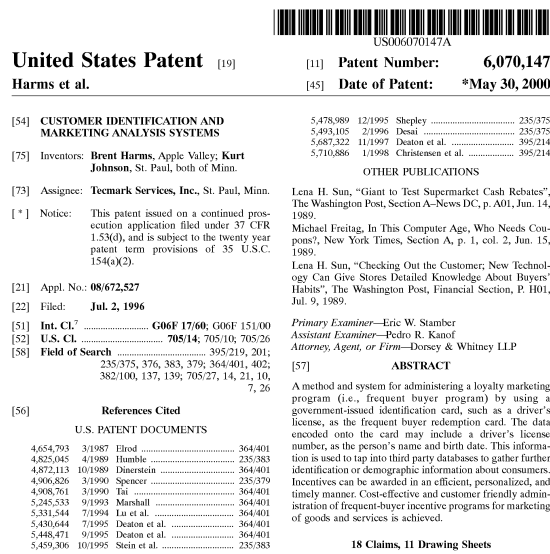 US006070147A
United States Patent [19]
Harms et al.
[11] Patent Number: 6,070,147
[45] Date of Patent: *May 30, 2000
[54] CUSTOMER IDENTIFICATION AND
MARKETING ANALYSIS SYSTEMS
[75] Inventors: Brent Harms, Apple Valley; Kurt
Johnson, St. Paul, both of Minn.
[73] Assignee: Tecmark Services, Inc., St. Paul, Minn.
[ * ] Notice: This patent issued on a continued pros-
ecution application filed under 37 CFR
1.53(d), and is subject to the twenty year
patent term provisions of 35 U.S.C.
154(a)(2).
[21] Appl. No.: 08/672,527
[22] Filed: Jul. 2, 1996
[51] Int. Cl.7 ........................ G06F 17/60; G06F 151/00
[52] U.S. Cl. ........................ 705/14; 705/10; 705/26
[58] Field of Search ........................ 395/219, 201;
235/375, 376, 383, 379; 364/401, 402;
382/100, 137, 139; 705/27, 14, 21, 10,
7, 26
[56] References Cited
U.S. PATENT DOCUMENTS
4,654,793 3/1987 Elrod ........................ 364/401
4,825,045 4/1989 Humble ........................ 235/383
4,872,113 10/1989 Dinerstein ........................ 364/401
4,906,826 3/1990 Spencer ........................ 235/379
4,908,761 3/1990 Tai ........................ 364/401
5,245,533 9/1993 Marshall ........................ 364/401
5,331,544 7/1994 Lu et al. ........................ 364/401
5,430,644 7/1995 Deaton et al. ........................ 364/401
5,448,471 9/1995 Deaton et al. ........................ 364/401
5,459,306 10/1995 Stein et al. ........................ 235/383
5,478,989 12/1995 Shepley ........................ 235/375
5,493,105 2/1996 Desai ........................ 235/375
5,687,322 11/1997 Deaton et al. ........................ 395/214
5,710,886 1/1998 Christensen et al. ........................ 395/214
OTHER PUBLICATIONS
Lena H. Sun, "Giant to Test Supermarket Cash Rebates",
The Washington Post, Section A–News DC, p. A01, Jun. 14,
1989.
Michael Freitag, In This Computer Age, Who Needs Cou-
pons?, New York Times, Section A, p. 1, col. 2, Jun. 15,
1989.
Lena H. Sun, "Checking Out the Customer; New Technol-
ogy Can Give Stores Detailed Knowledge About Buyers'
Habits", The Washington Post, Financial Section, P. H01,
Jul. 9, 1989.
Primary Examiner—Eric W. Stamber
Assistant Examiner—Pedro R. Kanof
Attorney, Agent, or Firm—Dorsey & Whitney LLP
[57] ABSTRACT
A method and system for administering a loyalty marketing
program (i.e., frequent buyer program) by using a
government-issued identification card, such as a driver's
license, as the frequent buyer redemption card. The data
encoded onto the card may include a driver's license
number, as the person's name and birth date. This informa-
tion is used to tap into third party databases to gather further
identification or demographic information about consumers.
Incentives can be awarded in an efficient, personalized, and
timely manner. Cost-effective and customer friendly admin-
istration of frequent-buyer incentive programs for marketing
of goods and services is achieved.
18 Claims, 11 Drawing Sheets